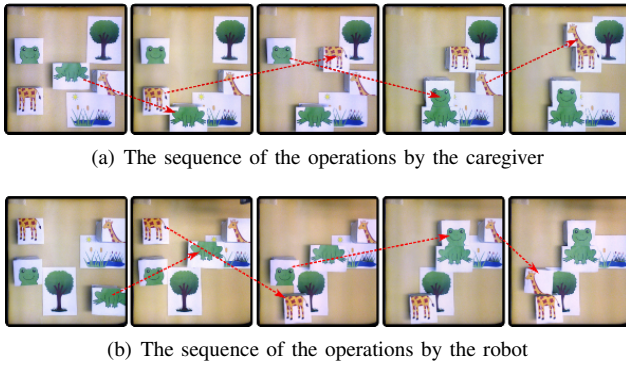 (a) The sequence of the operations by the caregiver
(b) The sequence of the operations by the robot